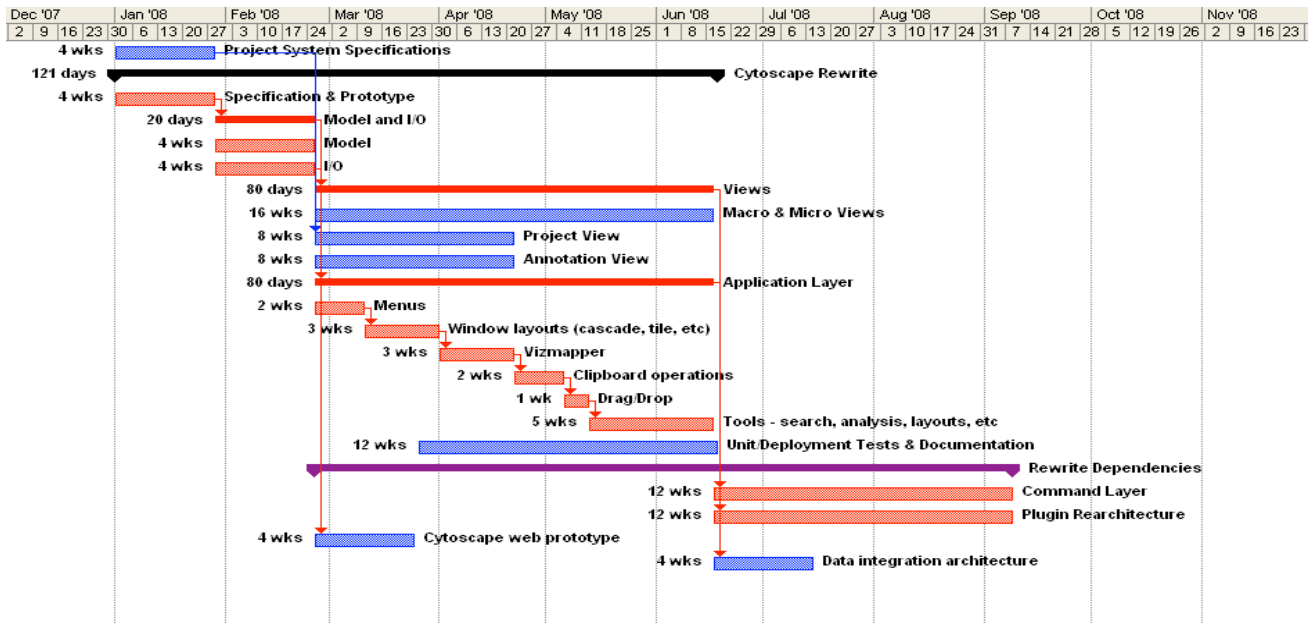 Dec '07 Jan '08 Feb '08 Mar '08 Apr '08 May '08 Jun '08 Jul '08 Aug '08 Sep '08 Oct '08 Nov '08
2 9 16 23 30 6 13 20 27 3 10 17 24 2 9 16 23 30 6 13 20 27 4 11 18 25 1 8 15 22 29 6 13 20 27 3 10 17 24 31 7 14 21 28 5 12 19 26 2 9 16 23
4 wks Project System Specifications
121 days Cytoscape Rewrite
4 wks Specification & Prototype
20 days Model and I/O
4 wks Model
4 wks I/O
80 days Views
16 wks Macro & Micro Views
8 wks Project View
8 wks Annotation View
80 days Application Layer
2 wks Menus
3 wks Window layouts (cascade, tile, etc)
3 wks Vizmapper
2 wks Clipboard operations
1 wk Drag/Drop
5 wks Tools - search, analysis, layouts, etc
12 wks Unit/Deployment Tests & Documentation
Rewrite Dependencies
12 wks Command Layer
12 wks Plugin Rearchitecture
4 wks Cytoscape web prototype
4 wks Data integration architecture